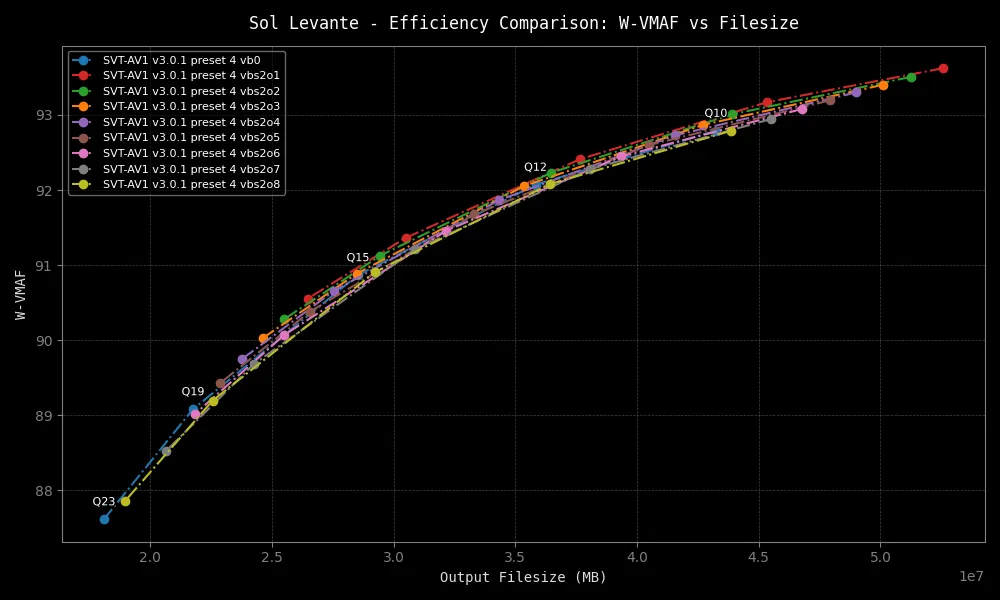 Sol Levante - Efficiency Comparison: W-VMAF vs Filesize
SVT-AV1 v3.0.1 preset 4 vb0
SVT-AV1 v3.0.1 preset 4 vbs2o1
SVT-AV1 v3.0.1 preset 4 vbs2o2
SVT-AV1 v3.0.1 preset 4 vbs2o3
SVT-AV1 v3.0.1 preset 4 vbs2o4
SVT-AV1 v3.0.1 preset 4 vbs2o5
SVT-AV1 v3.0.1 preset 4 vbs2o6
SVT-AV1 v3.0.1 preset 4 vbs2o7
SVT-AV1 v3.0.1 preset 4 vbs2o8
Q10
Q12
Q15
Q19
Q23
W-VMAF
93
92
91
90
89
88
2.0 2.5 3.0 3.5 4.0 4.5 5.0
1e7
Output Filesize (MB)